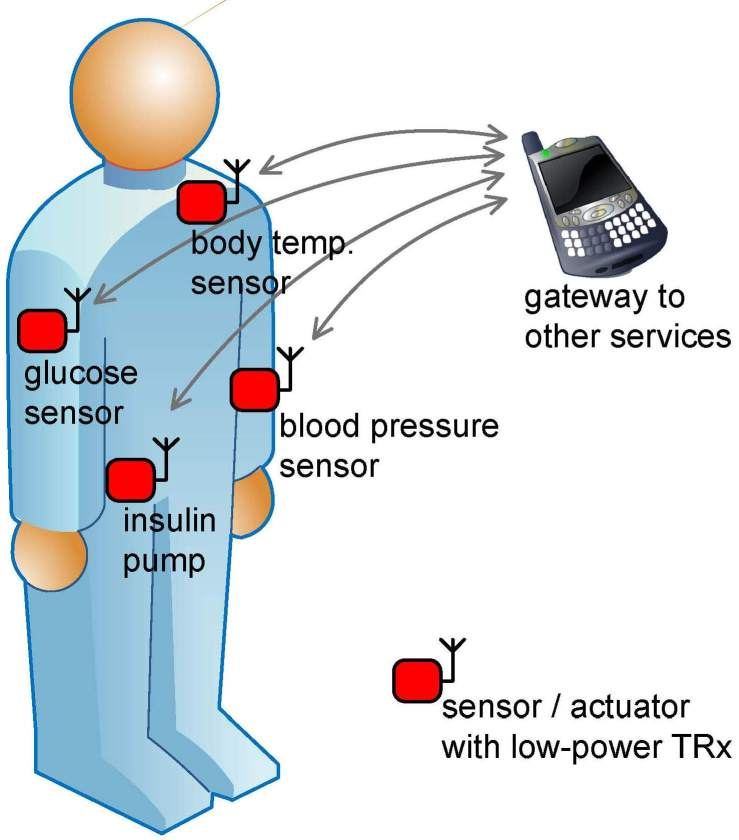 body temp.
sensor
gateway to
other services
glucose
sensor
blood pressure
sensor
insulin
pump
sensor / actuator
with low-power TRx